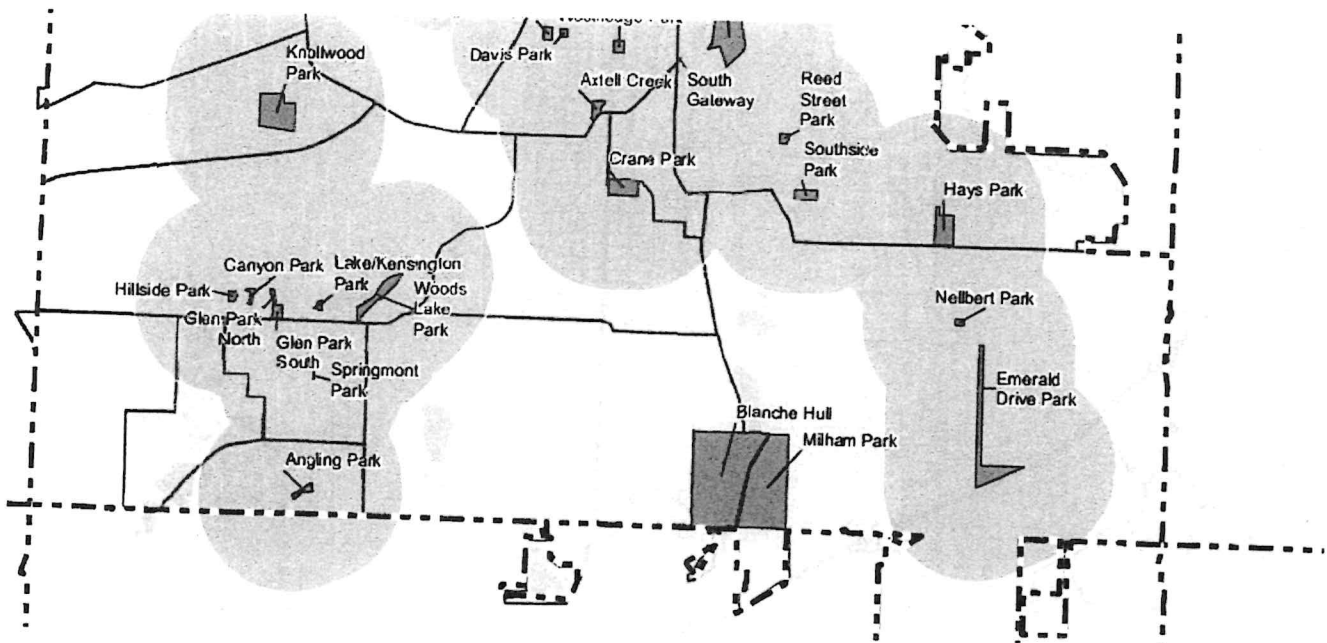 Knollwood
Park
Davis Park
Axtell Creek
South
Gateway
Reed
Street
Park
Crane Park
Southside
Park
Hays Park
Canyon Park
Lake/Kensington
Park
Hillside Park
Woods
Lake
Park
Glen Park
North
Glen Park
South
Springmont
Park
Nellbert Park
Emerald
Drive Park
Blanche Hull
Milham Park
Angling Park